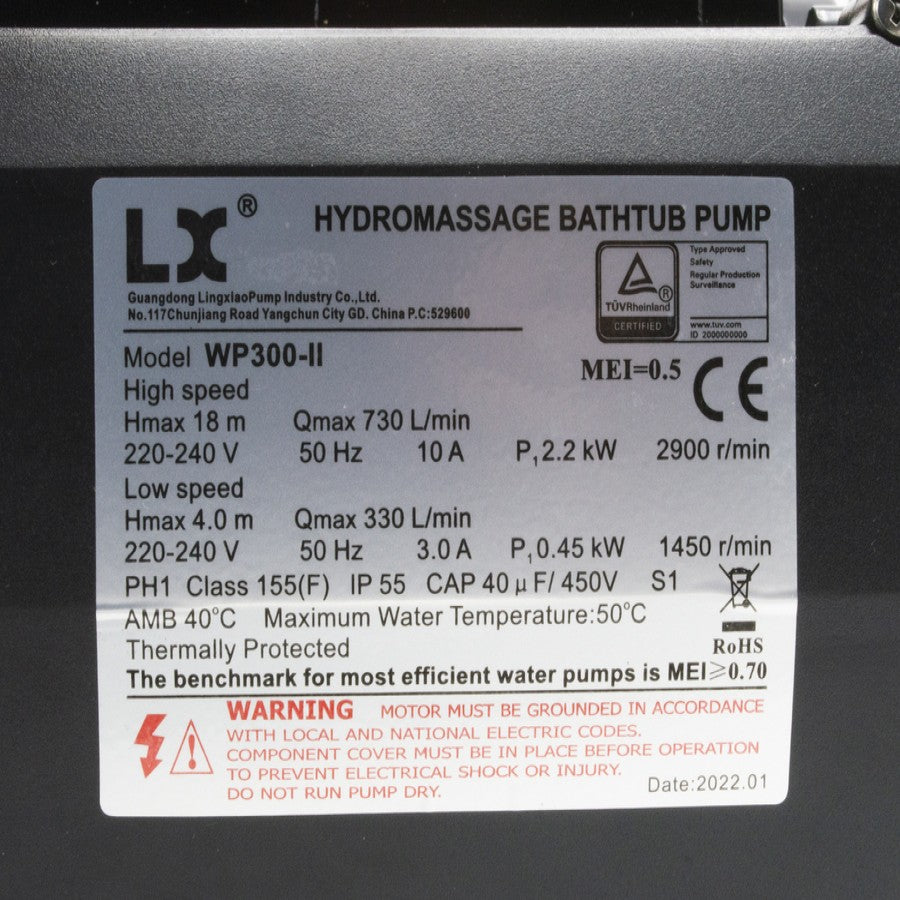 LX®
HYDROMASSAGE BATHTUB PUMP
Guangdong LingxiaoPump Industry Co.,Ltd.
No.117Chunjiang Road Yangchun City GD. China P.C:529600
TÜVRheinland®
CERTIFIED
Type Approved
Safety
Regular Production
Surveillance
www.tuv.com
ID 2000000000
Model WP300-II
MEI=0.5 CE
High speed
Hmax 18 m Qmax 730 L/min
220-240 V 50 Hz 10 A P₁2.2 kW 2900 r/min
Low speed
Hmax 4.0 m Qmax 330 L/min
220-240 V 50 Hz 3.0 A P₁0.45 kW 1450 r/min
PH1 Class 155(F) IP 55 CAP 40 μF/ 450V S1
AMB 40°C Maximum Water Temperature:50°C
Thermally Protected
RoHS
The benchmark for most efficient water pumps is MEI≥0.70
WARNING MOTOR MUST BE GROUNDED IN ACCORDANCE
WITH LOCAL AND NATIONAL ELECTRIC CODES.
COMPONENT COVER MUST BE IN PLACE BEFORE OPERATION
TO PREVENT ELECTRICAL SHOCK OR INJURY.
DO NOT RUN PUMP DRY.
Date:2022.01